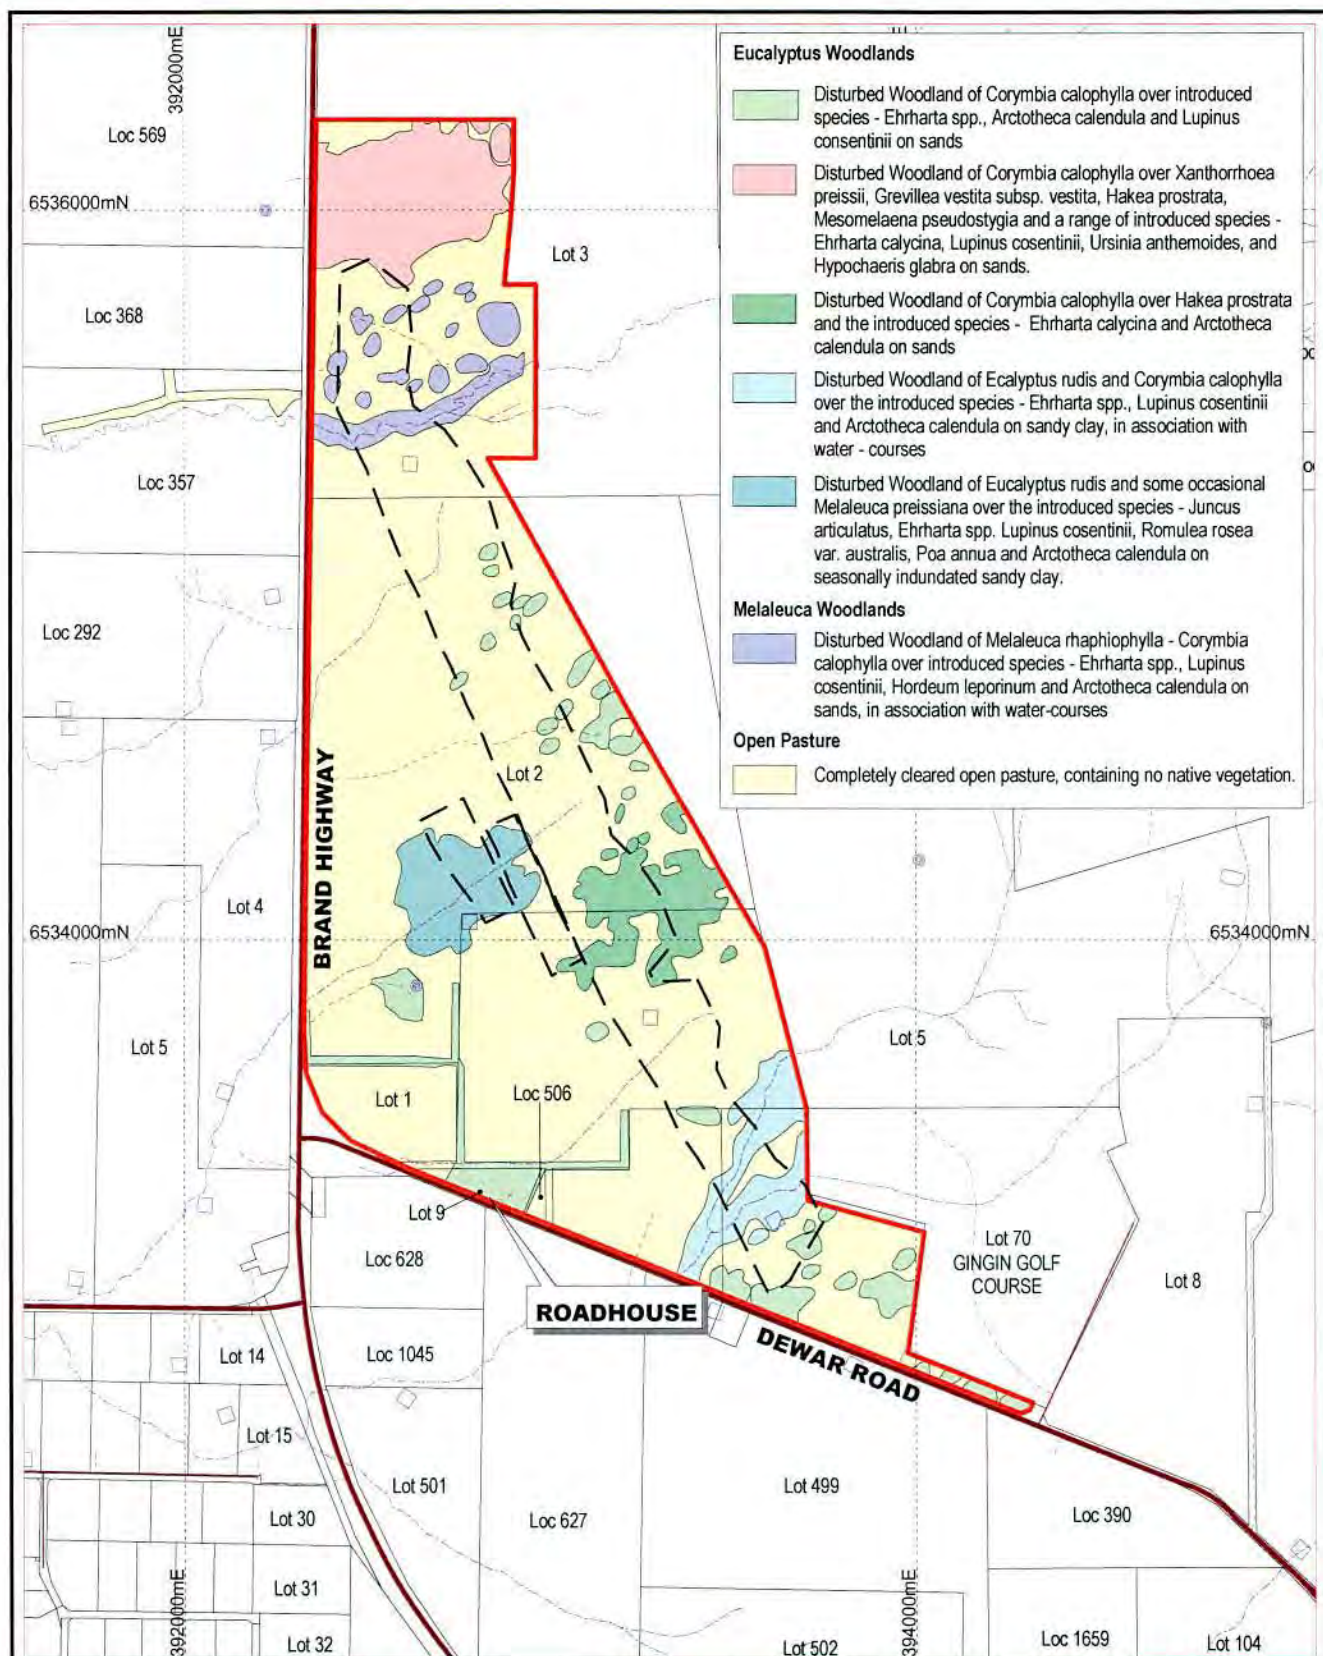 392000mE
Eucalyptus Woodlands
Disturbed Woodland of Corymbia calophylla over introduced
species - Ehrharta spp., Arctotheca calendula and Lupinus
consentinii on sands
Disturbed Woodland of Corymbia calophylla over Xanthorrhoea
preissii, Grevillea vestita subsp. vestita, Hakea prostrata,
Mesomelaena pseudostygia and a range of introduced species -
Ehrharta calycina, Lupinus cosentinii, Ursinia anthemoides, and
Hypochaeris glabra on sands.
Disturbed Woodland of Corymbia calophylla over Hakea prostrata
and the introduced species - Ehrharta calycina and Arctotheca
calendula on sands
Disturbed Woodland of Ecalyptus rudis and Corymbia calophylla
over the introduced species - Ehrharta spp., Lupinus cosentinii
and Arctotheca calendula on sandy clay, in association with
water - courses
Disturbed Woodland of Eucalyptus rudis and some occasional
Melaleuca preissiana over the introduced species - Juncus
articulatus, Ehrharta spp. Lupinus cosentinii, Romulea rosea
var. australis, Poa annua and Arctotheca calendula on
seasonally indundated sandy clay.
Melaleuca Woodlands
Disturbed Woodland of Melaleuca rhaphiophylla - Corymbia
calophylla over introduced species - Ehrharta spp., Lupinus
cosentinii, Hordeum leporinum and Arctotheca calendula on
sands, in association with water-courses
Open Pasture
Completely cleared open pasture, containing no native vegetation.
Loc 569
6536000mN
Lot 3
Loc 368
Loc 357
Loc 292
BRAND HIGHWAY
Lot 2
Lot 4
6534000mN
6534000mN
Lot 5
Lot 5
Lot 1
Loc 506
Lot 9
Loc 628
Lot 70
GINGIN GOLF
COURSE
Lot 8
ROADHOUSE
DEWAR ROAD
Lot 14
Loc 1045
Lot 15
Lot 501
Lot 499
Lot 30
Loc 627
Loc 390
Lot 31
392000mE
394000mE
Lot 32
Lot 502
Loc 1659
Lot 104